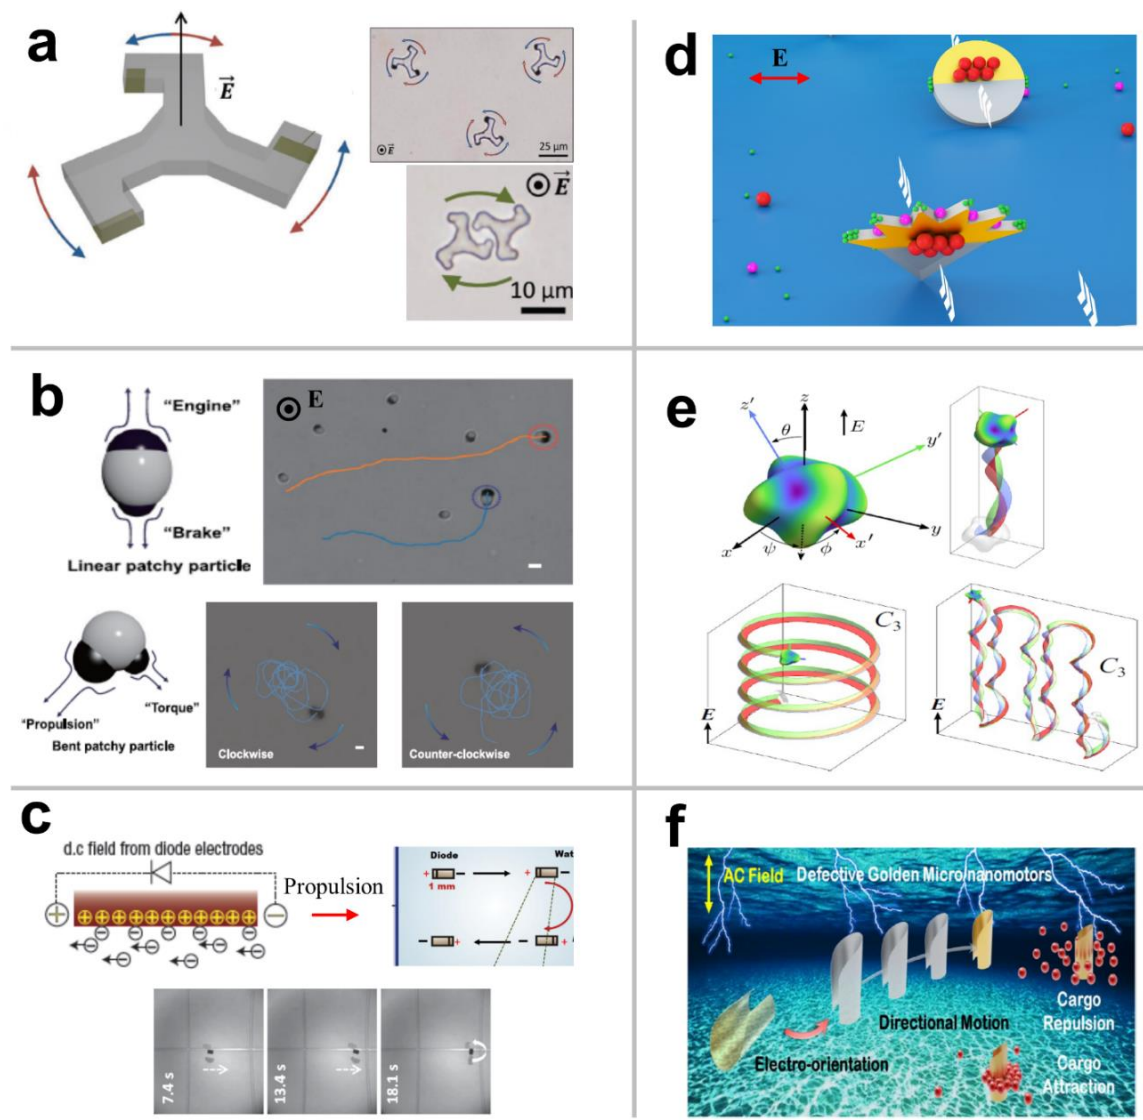 a
E
E
25 µm
E
10 µm
b
"Engine"
"Brake"
Linear patchy particle
E
"Propulsion"
"Torque"
Bent patchy particle
Clockwise
Counter-clockwise
c
d.c field from diode electrodes
+
−
+ + + + + + + + + + +
− − − − −
− − − − −
Propulsion
Diode
Wat
+ −
+
−
1 mm
− +
− +
7.4 s
13.4 s
18.1 s
d
E
e
z′
θ
z
E
y′
x
ψ
ϕ
x′
y
C3
E
C3
E
f
AC Field
Defective Golden Micro/nanomotors
Cargo
Repulsion
Directional Motion
Electro-orientation
Cargo
Attraction